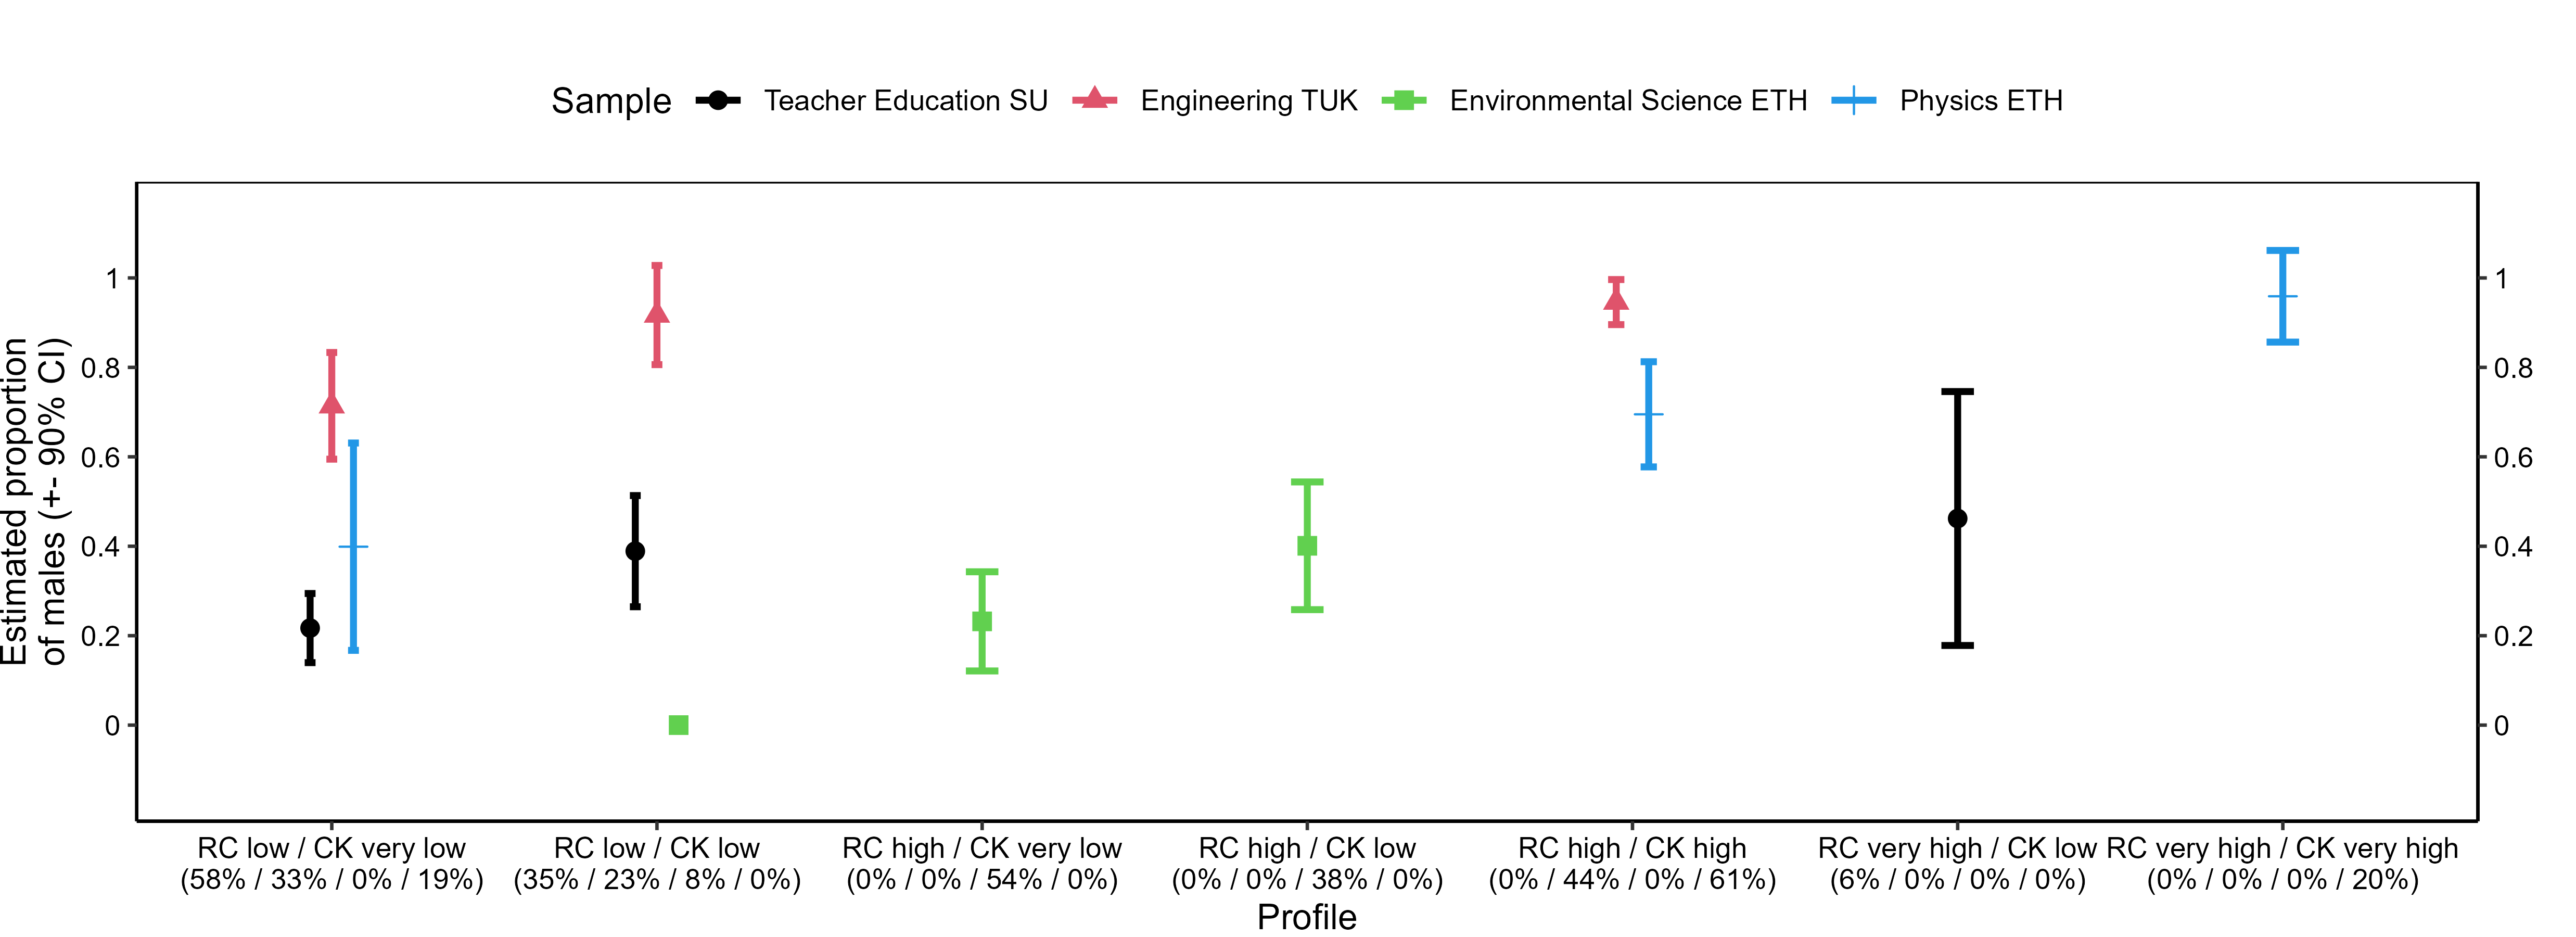 Sample Teacher Education SU Engineering TUK Environmental Science ETH Physics ETH
Estimated proportion
of males (+- 90% CI)
1 1
0.8 0.8
0.6 0.6
0.4 0.4
0.2 0.2
0 0
RC low / CK very low RC low / CK low RC high / CK very low RC high / CK low RC high / CK high RC very high / CK low RC very high / CK very high
(58% / 33% / 0% / 19%) (35% / 23% / 8% / 0%) (0% / 0% / 54% / 0%) (0% / 0% / 38% / 0%) (0% / 44% / 0% / 61%) (6% / 0% / 0% / 0%) (0% / 0% / 0% / 20%)
Profile